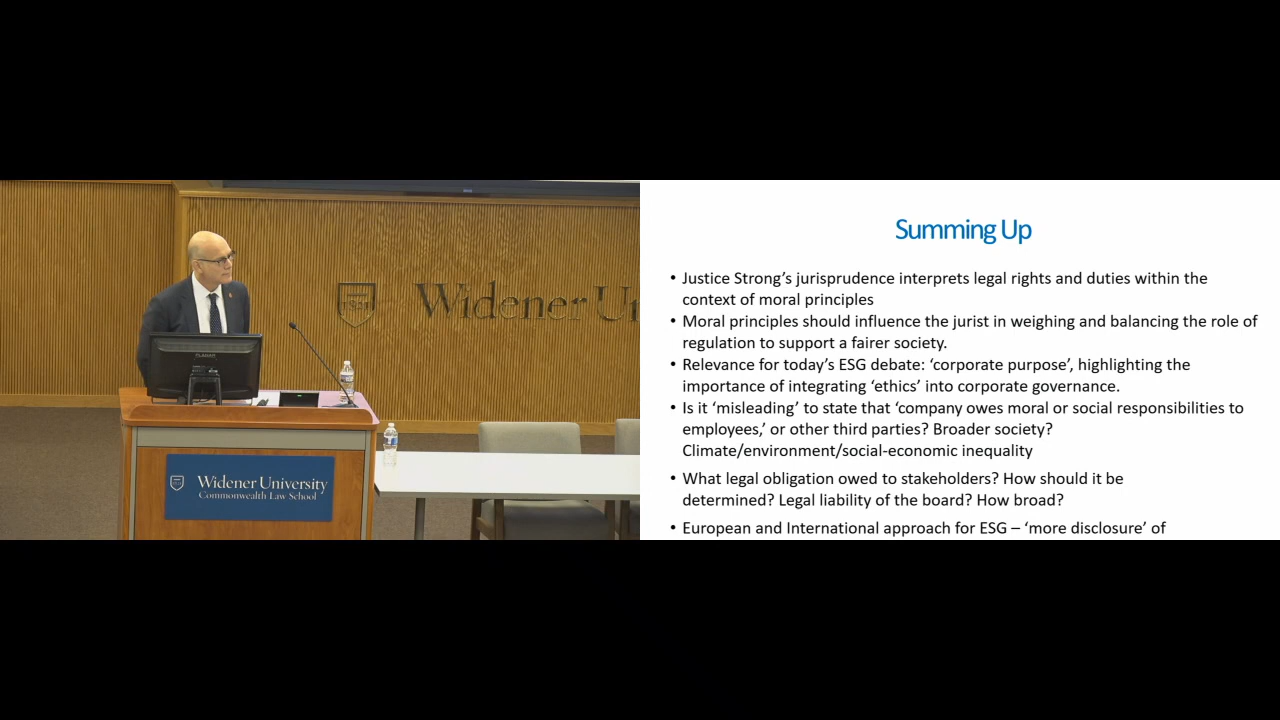 Widener Un
PLANAR
Widener University
Commonwealth Law School
Summing Up
• Justice Strong’s jurisprudence interprets legal rights and duties within the
context of moral principles
• Moral principles should influence the jurist in weighing and balancing the role of
regulation to support a fairer society.
• Relevance for today’s ESG debate: ‘corporate purpose’, highlighting the
importance of integrating ‘ethics’ into corporate governance.
• Is it ‘misleading’ to state that ‘company owes moral or social responsibilities to
employees,’ or other third parties? Broader society?
Climate/environment/social-economic inequality
• What legal obligation owed to stakeholders? How should it be
determined? Legal liability of the board? How broad?
• European and International approach for ESG – ‘more disclosure’ of